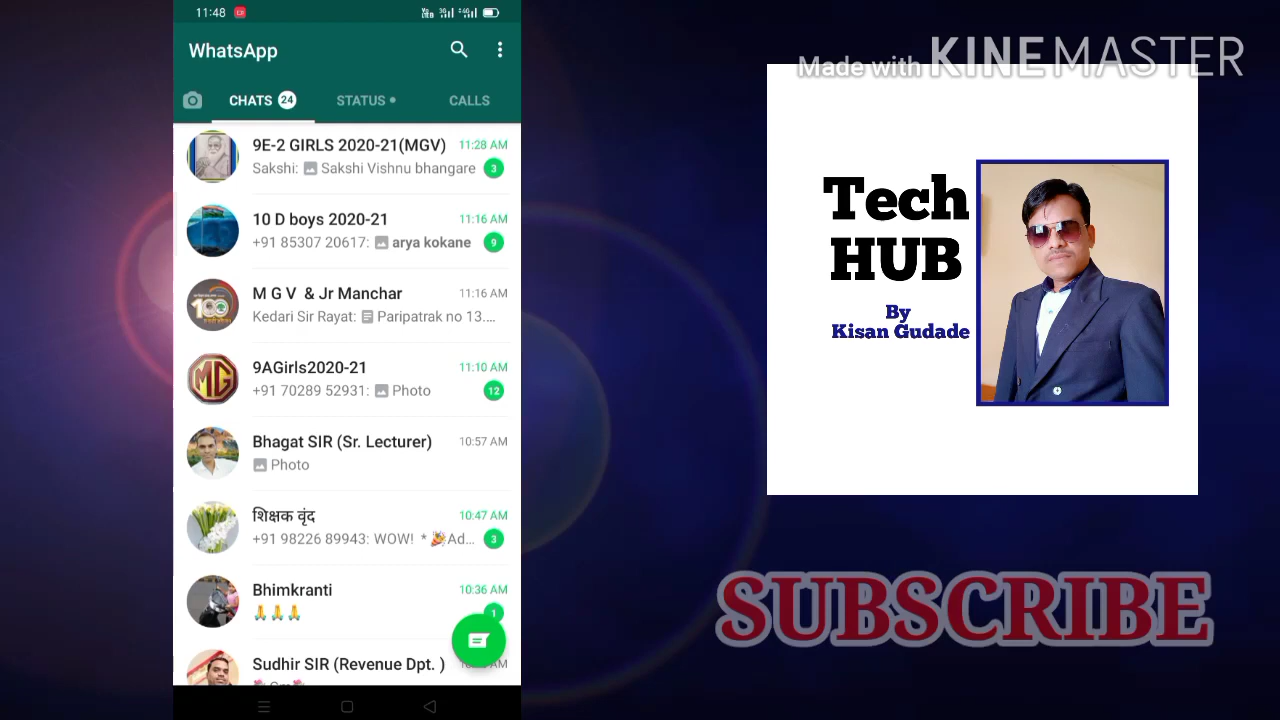 11:48
WhatsApp
CHATS 24
STATUS
CALLS
9E-2 GIRLS 2020-21(MGV) 11:28 AM
Sakshi: Sakshi Vishnu bhangare 3
10 D boys 2020-21 11:16 AM
+91 85307 20617: arya kokane 9
M G V & Jr Manchar 11:16 AM
Kedari Sir Rayat: Paripatrak no 13....
9AGirls2020-21 11:10 AM
+91 70289 52931: Photo 12
Bhagat SIR (Sr. Lecturer) 10:57 AM
Photo
शिक्षक वृंद 10:47 AM
+91 98226 89943: WOW! * 🎉Ad... 3
Bhimkranti 10:36 AM
🙏🙏🙏 1
Sudhir SIR (Revenue Dpt. ) AM
Made with KINEMASTER
Tech
HUB
By
Kisan Gudade
SUBSCRIBE